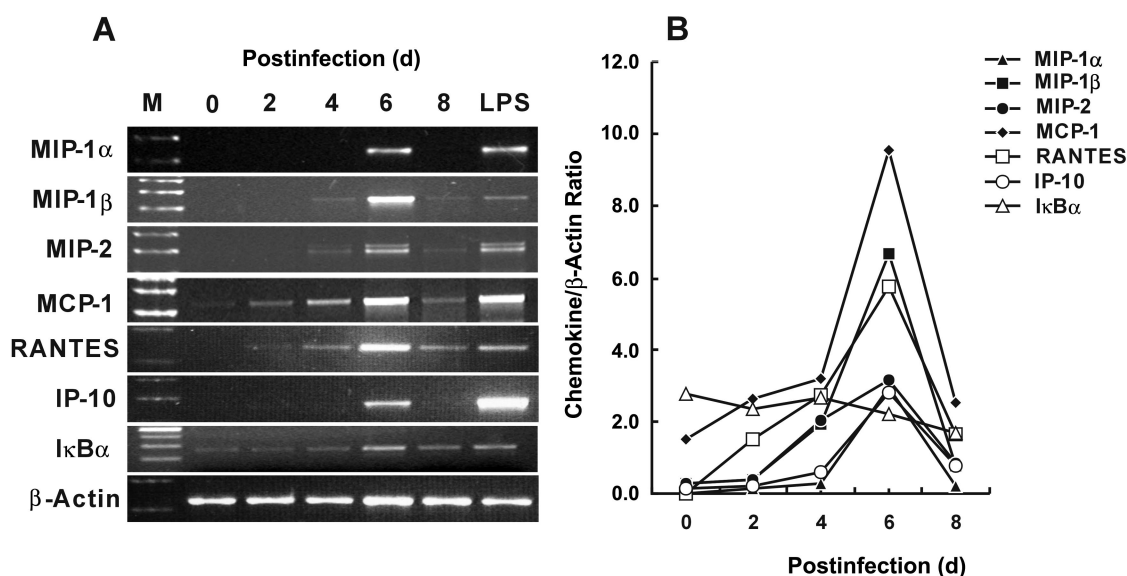 A
Postinfection (d)
M 0 2 4 6 8 LPS
MIP-1α
MIP-1β
MIP-2
MCP-1
RANTES
IP-10
IκBα
β-Actin
B
12.0
10.0
8.0
6.0
4.0
2.0
0.0
Chemokine/β-Actin Ratio
0 2 4 6 8
Postinfection (d)
MIP-1α
MIP-1β
MIP-2
MCP-1
RANTES
IP-10
IκBα